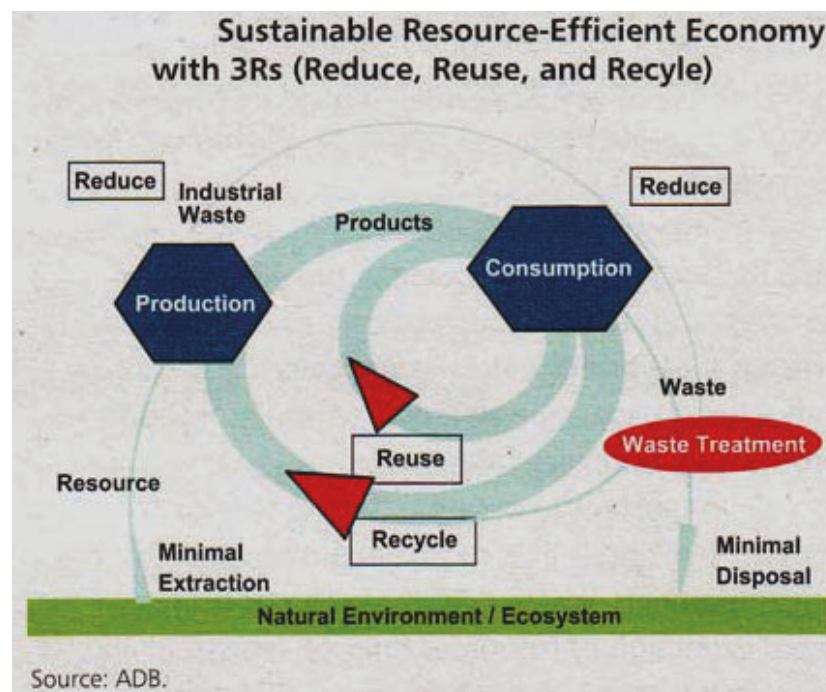 Sustainable Resource-Efficient Economy
with 3Rs (Reduce, Reuse, and Recyle)
Reduce
Industrial
Waste
Products
Reduce
Production
Consumption
Waste
Waste Treatment
Reuse
Resource
Recycle
Minimal
Extraction
Minimal
Disposal
Natural Environment / Ecosystem
Source: ADB.